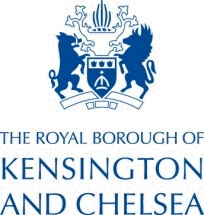 THE ROYAL BOROUGH OF
KENSINGTON
AND CHELSEA